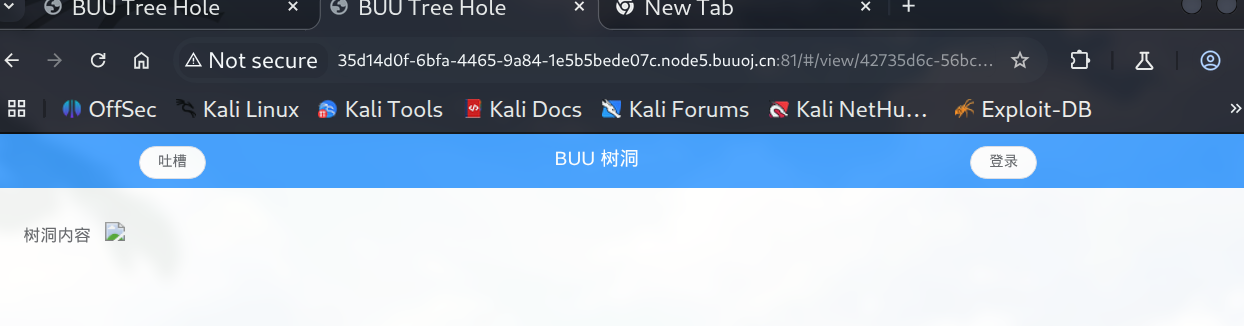 BUU Tree Hole
BUU Tree Hole
New Tab
Not secure
35d14d0f-6bfa-4465-9a84-1e5b5bede07c.node5.buuoj.cn:81/#/view/42735d6c-56bc...
OffSec
Kali Linux
Kali Tools
Kali Docs
Kali Forums
Kali NetHu...
Exploit-DB
吐槽
BUU 树洞
登录
树洞内容